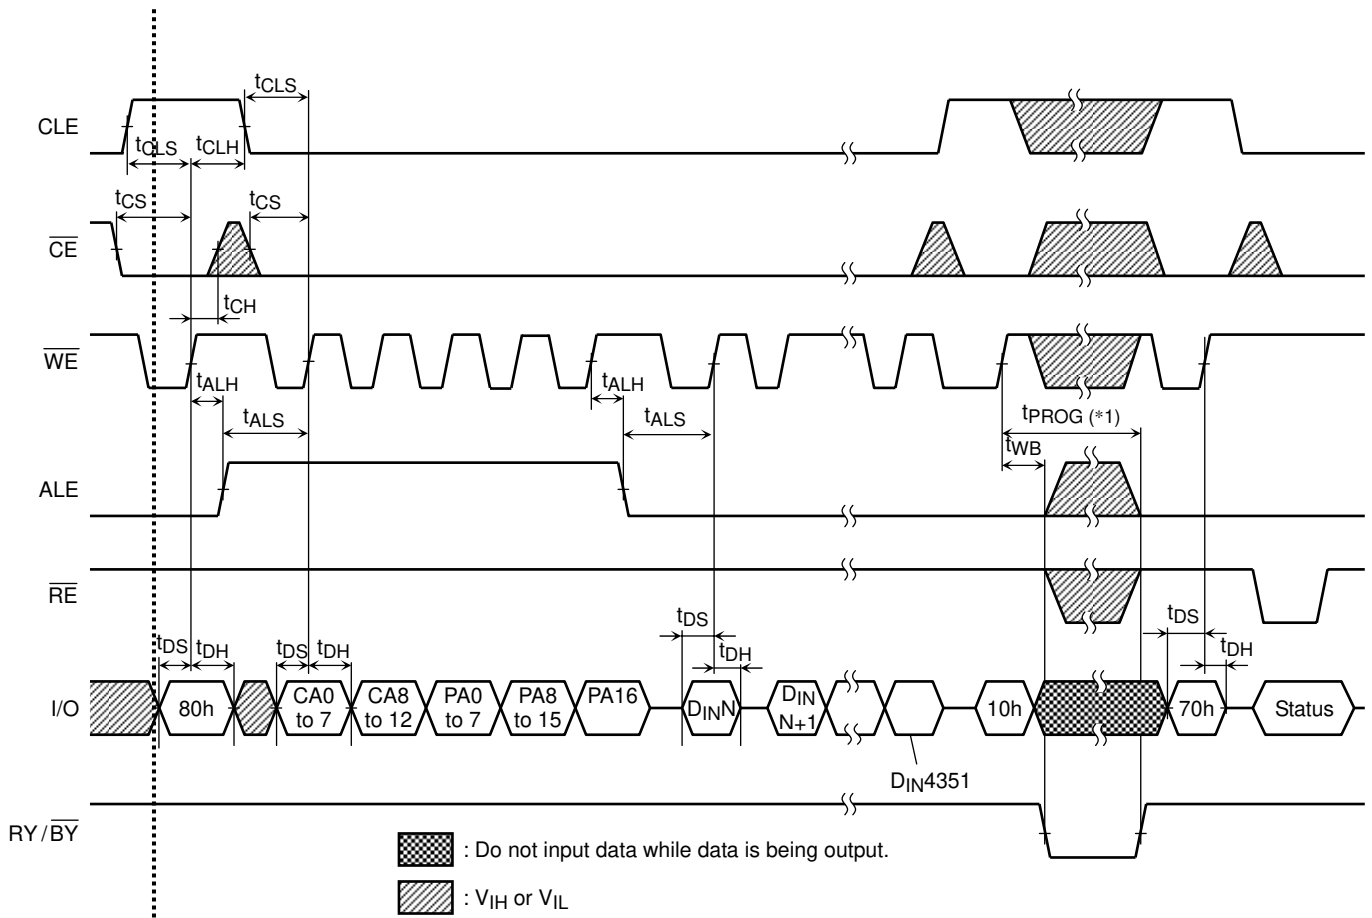 tCLS
CLE
tCLS tCLH
tCS tCS
CE
tCH
WE
tALH tALH
tALS tALS tPROG (*1)
tWB
ALE
RE
tDS tDH tDS tDH tDS tDH tDS tDH
I/O 80h CA0 to 7 CA8 to 12 PA0 to 7 PA8 to 15 PA16 DINN DIN N+1 10h 70h Status
DIN4351
RY/BY
: Do not input data while data is being output.
: VIH or VIL